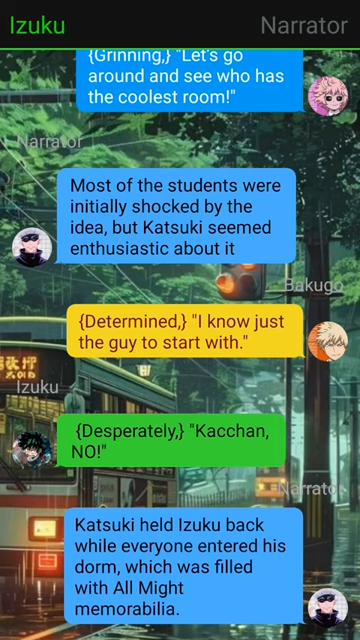 Izuku
Narrator
{Grinning,} "Let's go
around and see who has
the coolest room!"
Narrator
Most of the students were
initially shocked by the
idea, but Katsuki seemed
enthusiastic about it
Bakugo
{Determined,} "I know just
the guy to start with."
Izuku
{Desperately,} "Kacchan,
NO!"
Narrator
Katsuki held Izuku back
while everyone entered his
dorm, which was filled
with All Might
memorabilia.